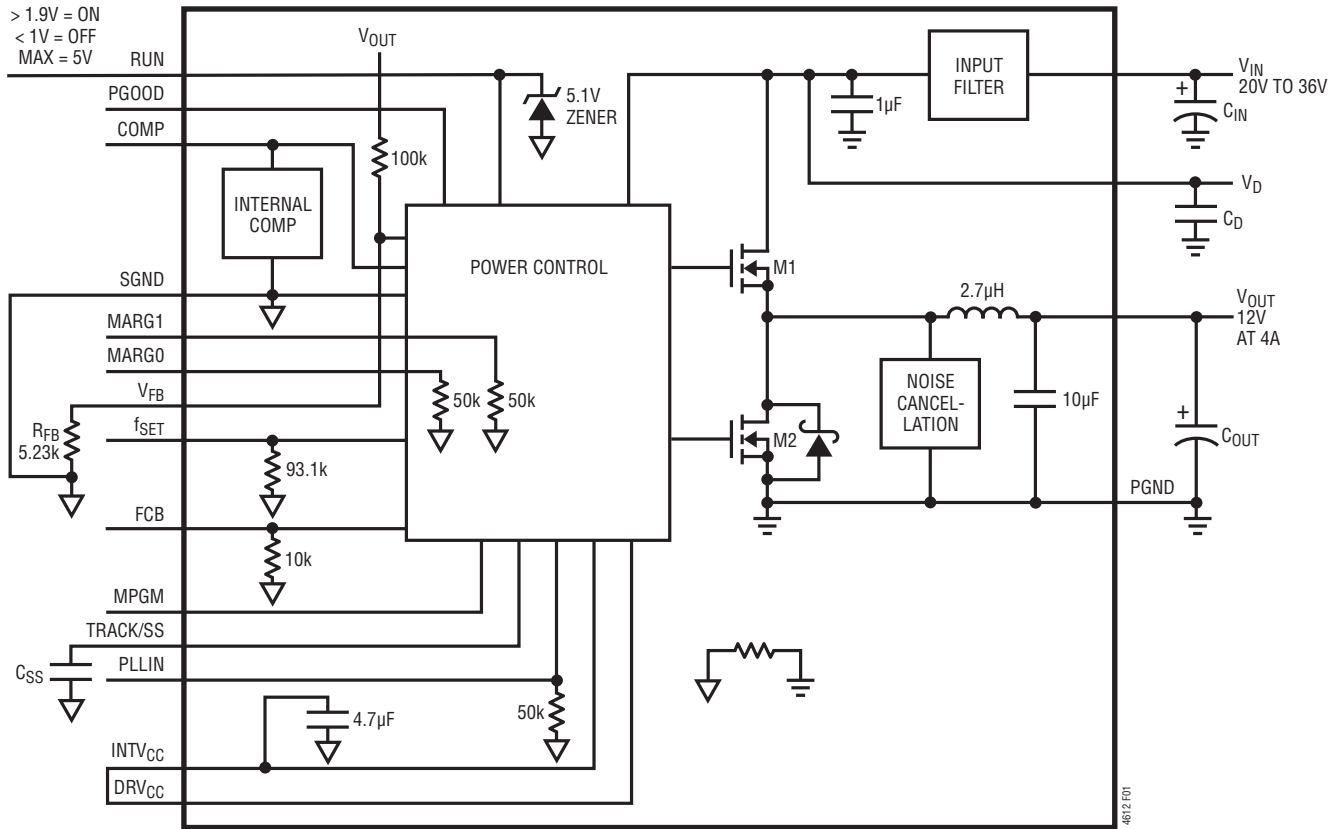 > 1.9V = ON
< 1V = OFF
MAX = 5V
RUN
PGOOD
COMP
SGND
MARG1
MARG0
VFB
fSET
FCB
MPGM
TRACK/SS
PLLIN
INTVCC
DRVCC
RFB
5.23k
CSS
VOUT
100k
5.1V
ZENER
INTERNAL
COMP
POWER CONTROL
50k
50k
93.1k
10k
4.7µF
50k
1µF
INPUT
FILTER
M1
M2
2.7µH
NOISE
CANCEL-
LATION
10µF
VIN
20V TO 36V
CIN
VD
CD
VOUT
12V
AT 4A
COUT
PGND
4612 F01